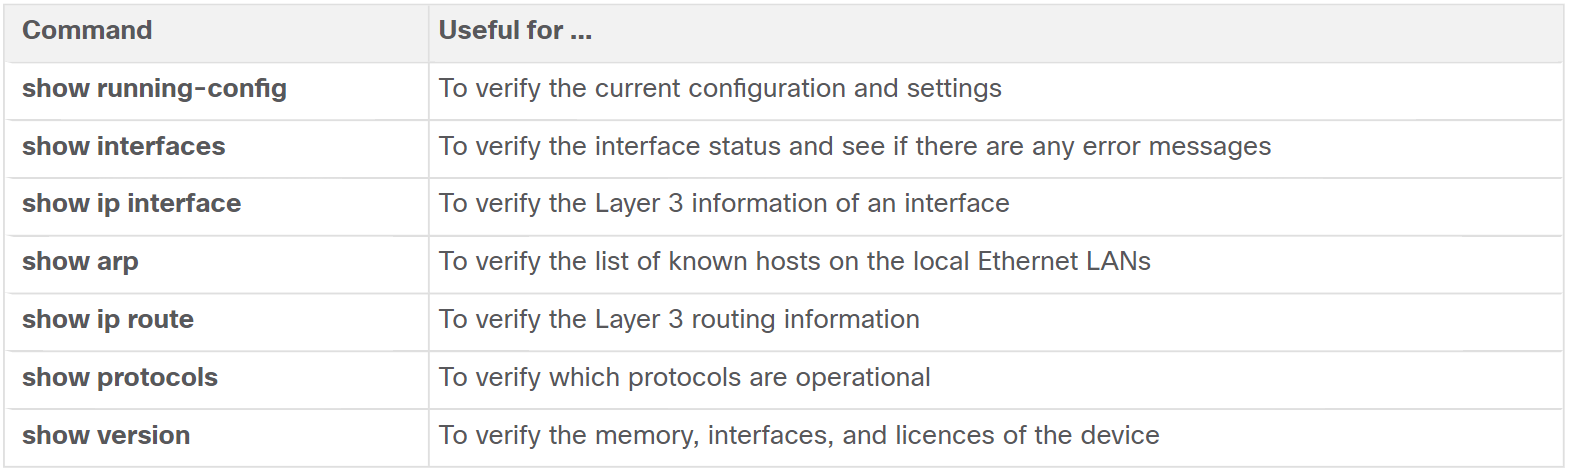 Command Useful for ...
show running-config To verify the current configuration and settings
show interfaces To verify the interface status and see if there are any error messages
show ip interface To verify the Layer 3 information of an interface
show arp To verify the list of known hosts on the local Ethernet LANs
show ip route To verify the Layer 3 routing information
show protocols To verify which protocols are operational
show version To verify the memory, interfaces, and licences of the device